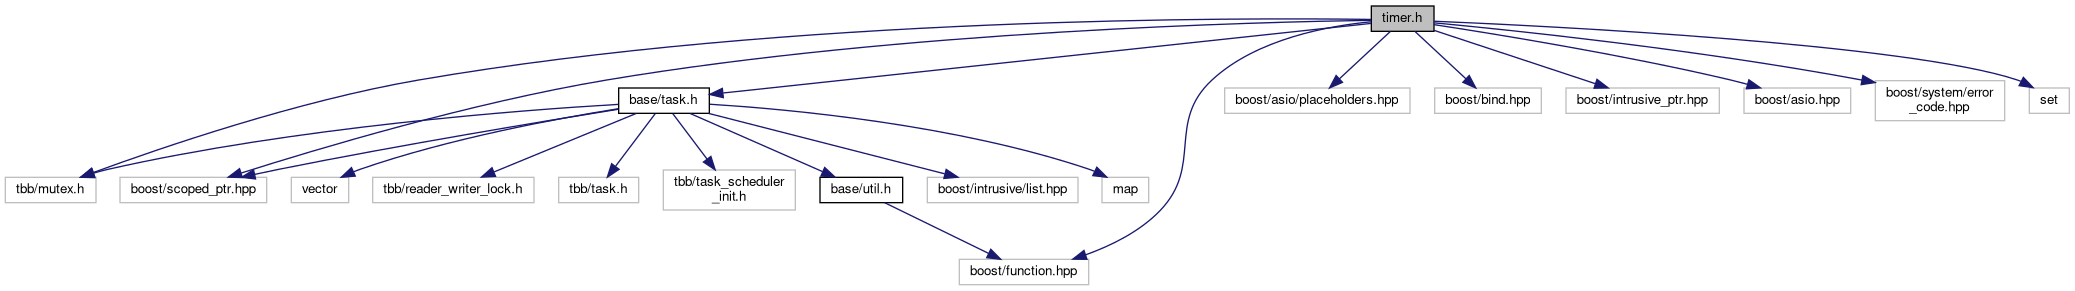 timer.h
base/task.h
boost/asio/placeholders.hpp
boost/bind.hpp
boost/intrusive_ptr.hpp
boost/asio.hpp
boost/system/error
_code.hpp
set
tbb/mutex.h
boost/scoped_ptr.hpp
vector
tbb/reader_writer_lock.h
tbb/task.h
tbb/task_scheduler
_init.h
base/util.h
boost/intrusive/list.hpp
map
boost/function.hpp